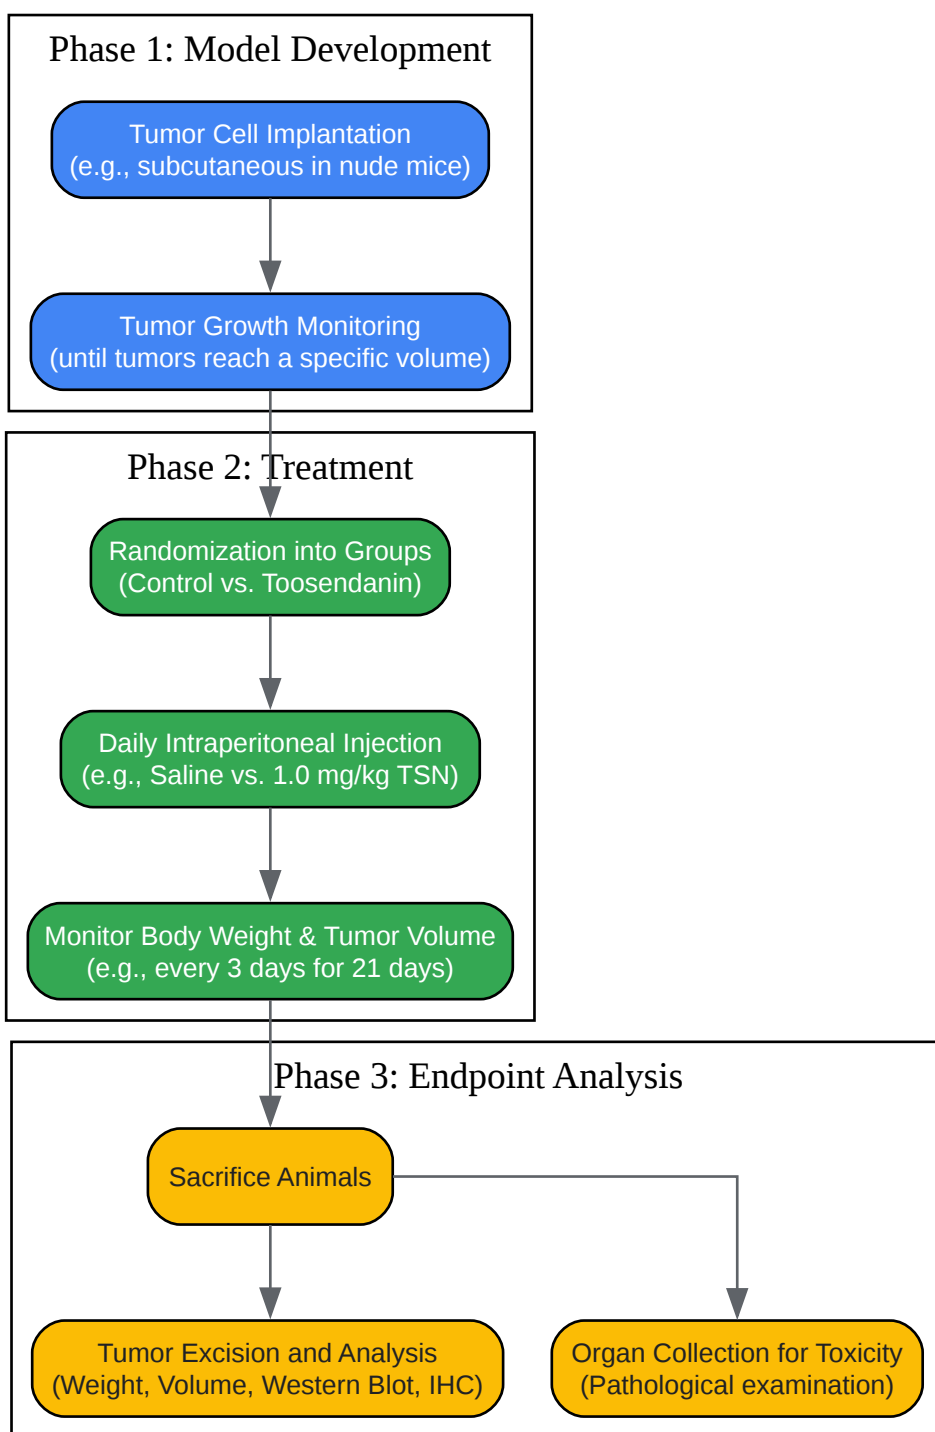 Phase 1: Model Development
Tumor Cell Implantation
(e.g., subcutaneous in nude mice)
Tumor Growth Monitoring
(until tumors reach a specific volume)
Phase 2: Treatment
Randomization into Groups
(Control vs. Toosendanin)
Daily Intraperitoneal Injection
(e.g., Saline vs. 1.0 mg/kg TSN)
Monitor Body Weight & Tumor Volume
(e.g., every 3 days for 21 days)
Phase 3: Endpoint Analysis
Sacrifice Animals
Tumor Excision and Analysis
(Weight, Volume, Western Blot, IHC)
Organ Collection for Toxicity
(Pathological examination)